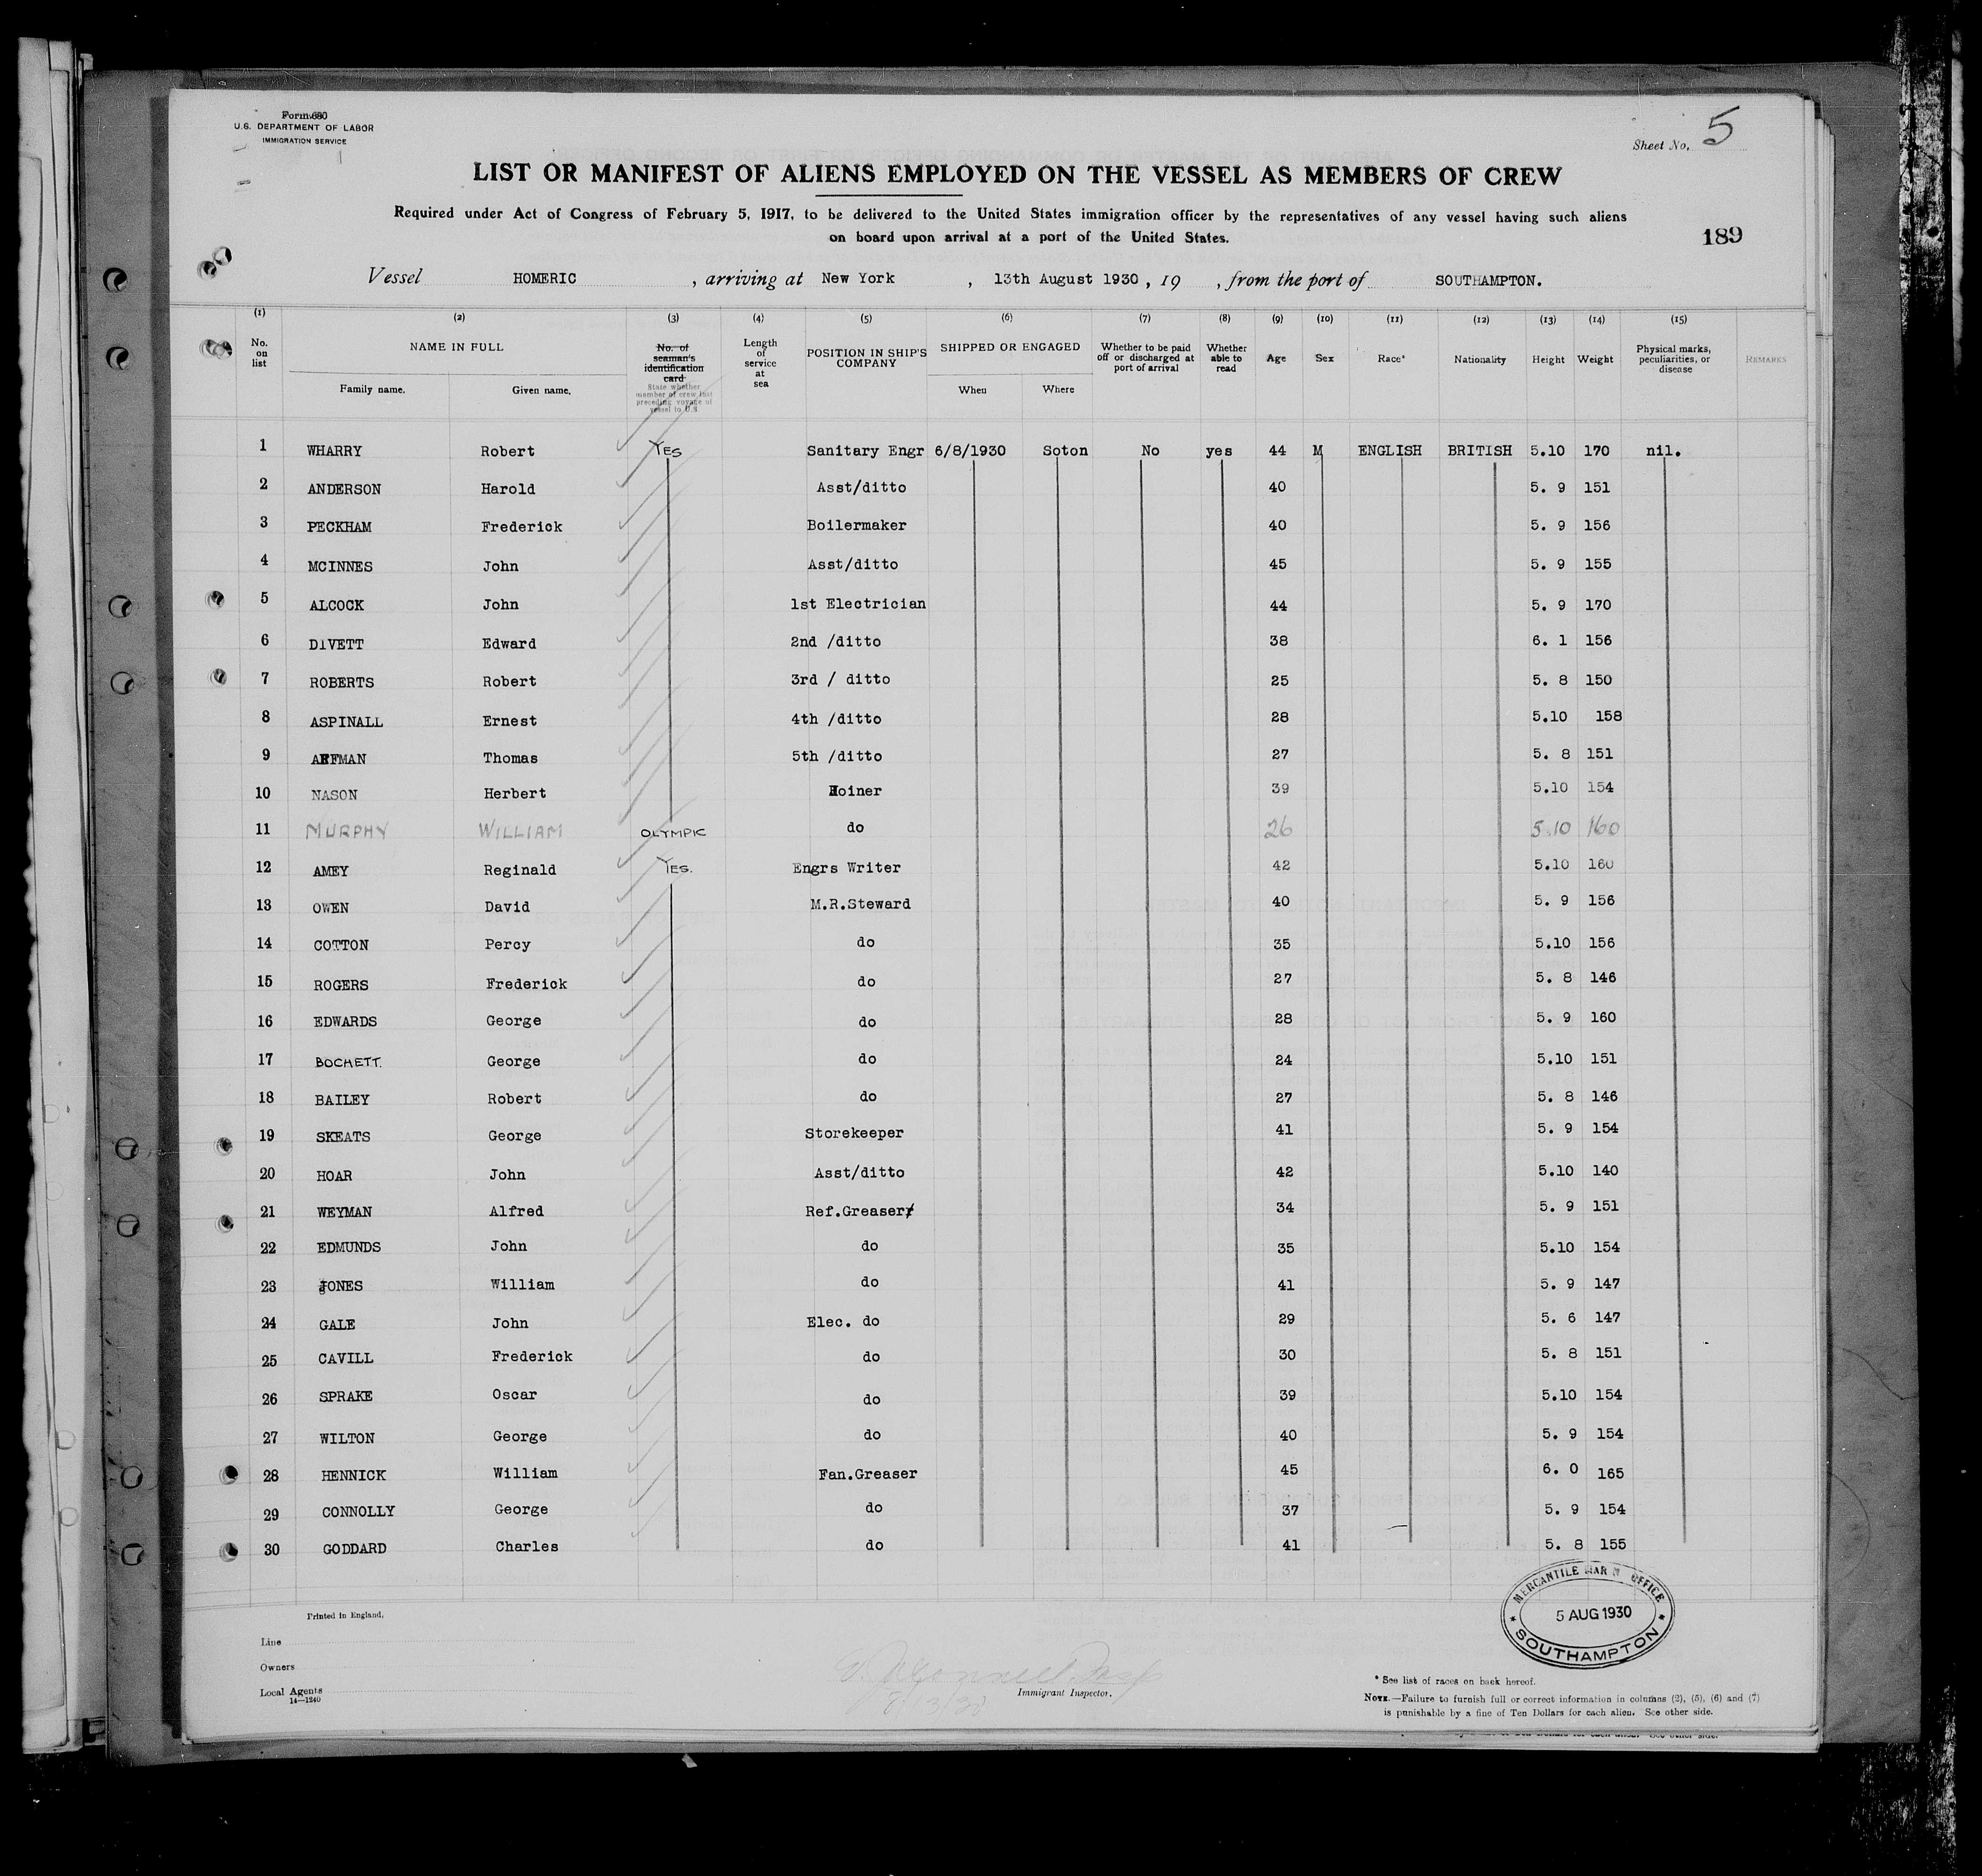 Form 680
U.S. DEPARTMENT OF LABOR
IMMIGRATION SERVICE
Sheet No. 5
LIST OR MANIFEST OF ALIENS EMPLOYED ON THE VESSEL AS MEMBERS OF CREW
Required under Act of Congress of February 5, 1917, to be delivered to the United States immigration officer by the representatives of any vessel having such aliens
on board upon arrival at a port of the United States.
189
Vessel HOMERIC , arriving at New York , 13th August 1930 , 19 , from the port of SOUTHAMPTON.
(1) (2) (3) (4) (5) (6) (7) (8) (9) (10) (11) (12) (13) (14) (15)
No. on list
NAME IN FULL
Family name. Given name.
No. of seaman's identification card
State whether member of crew last preceding voyage of vessel to U.S
Length of service at sea
POSITION IN SHIP'S COMPANY
SHIPPED OR ENGAGED
When Where
Whether to be paid off or discharged at port of arrival
Whether able to read
Age
Sex
Race*
Nationality
Height
Weight
Physical marks, peculiarities, or disease
REMARKS
1 WHARRY Robert YES Sanitary Engr 6/8/1930 Soton No yes 44 M ENGLISH BRITISH 5.10 170 nil.
2 ANDERSON Harold Asst/ditto 40 5. 9 151
3 PECKHAM Frederick Boilermaker 40 5. 9 156
4 MCINNES John Asst/ditto 45 5. 9 155
5 ALCOCK John 1st Electrician 44 5. 9 170
6 DIVETT Edward 2nd /ditto 38 6. 1 156
7 ROBERTS Robert 3rd / ditto 25 5. 8 150
8 ASPINALL Ernest 4th /ditto 28 5.10 158
9 Thomas 5th /ditto 27 5. 8 151
10 NASON Herbert Joiner 39 5.10 154
11 MURPHY WILLIAM OLYMPIC do 26 5.10 160
12 AMEY Reginald YES. Engrs Writer 42 5.10 160
13 OWEN David M.R.Steward 40 5. 9 156
14 COTTON Percy do 35 5.10 156
15 ROGERS Frederick do 27 5. 8 146
16 EDWARDS George do 28 5. 9 160
17 BOCHETT. George do 24 5.10 151
18 BAILEY Robert do 27 5. 8 146
19 SKEATS George Storekeeper 41 5. 9 154
20 HOAR John Asst/ditto 42 5.10 140
21 WEYMAN Alfred Ref.Greaser 34 5. 9 151
22 EDMUNDS John do 35 5.10 154
23 JONES William do 41 5. 9 147
24 GALE John Elec. do 29 5. 6 147
25 CAVILL Frederick do 30 5. 8 151
26 SPRAKE Oscar do 39 5.10 154
27 WILTON George do 40 5. 9 154
28 HENNICK William Fan.Greaser 45 6. 0 165
29 CONNOLLY George do 37 5. 9 154
30 GODDARD Charles do 41 5. 8 155
MERCANTILE MARINE OFFICE
5 AUG 1930
SOUTHAMPTON
Printed in England.
Line
Owners
Local Agents
14—1240
8/13/30
Immigrant Inspector.
* See list of races on back hereof.
NOTE.—Failure to furnish full or correct information in columns (2), (5), (6) and (7)
is punishable by a fine of Ten Dollars for each alien. See other side.